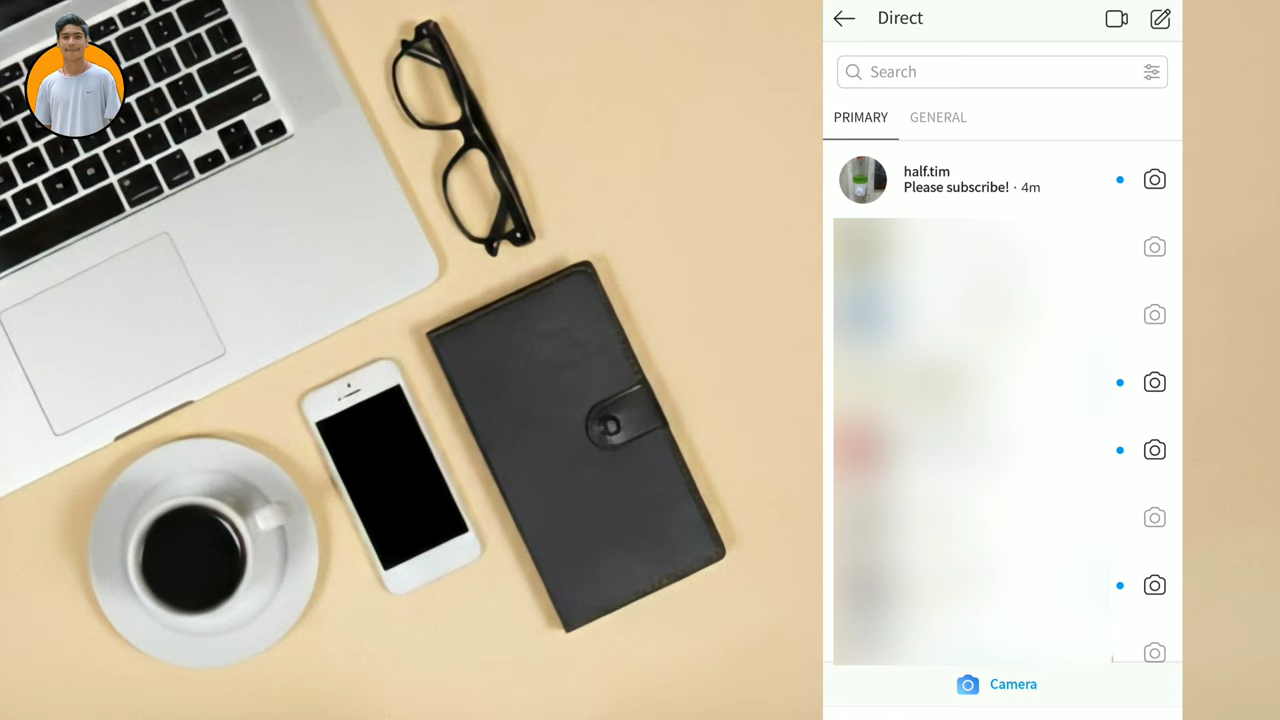 Direct
Search
PRIMARY GENERAL
half.tim
Please subscribe! · 4m
Camera